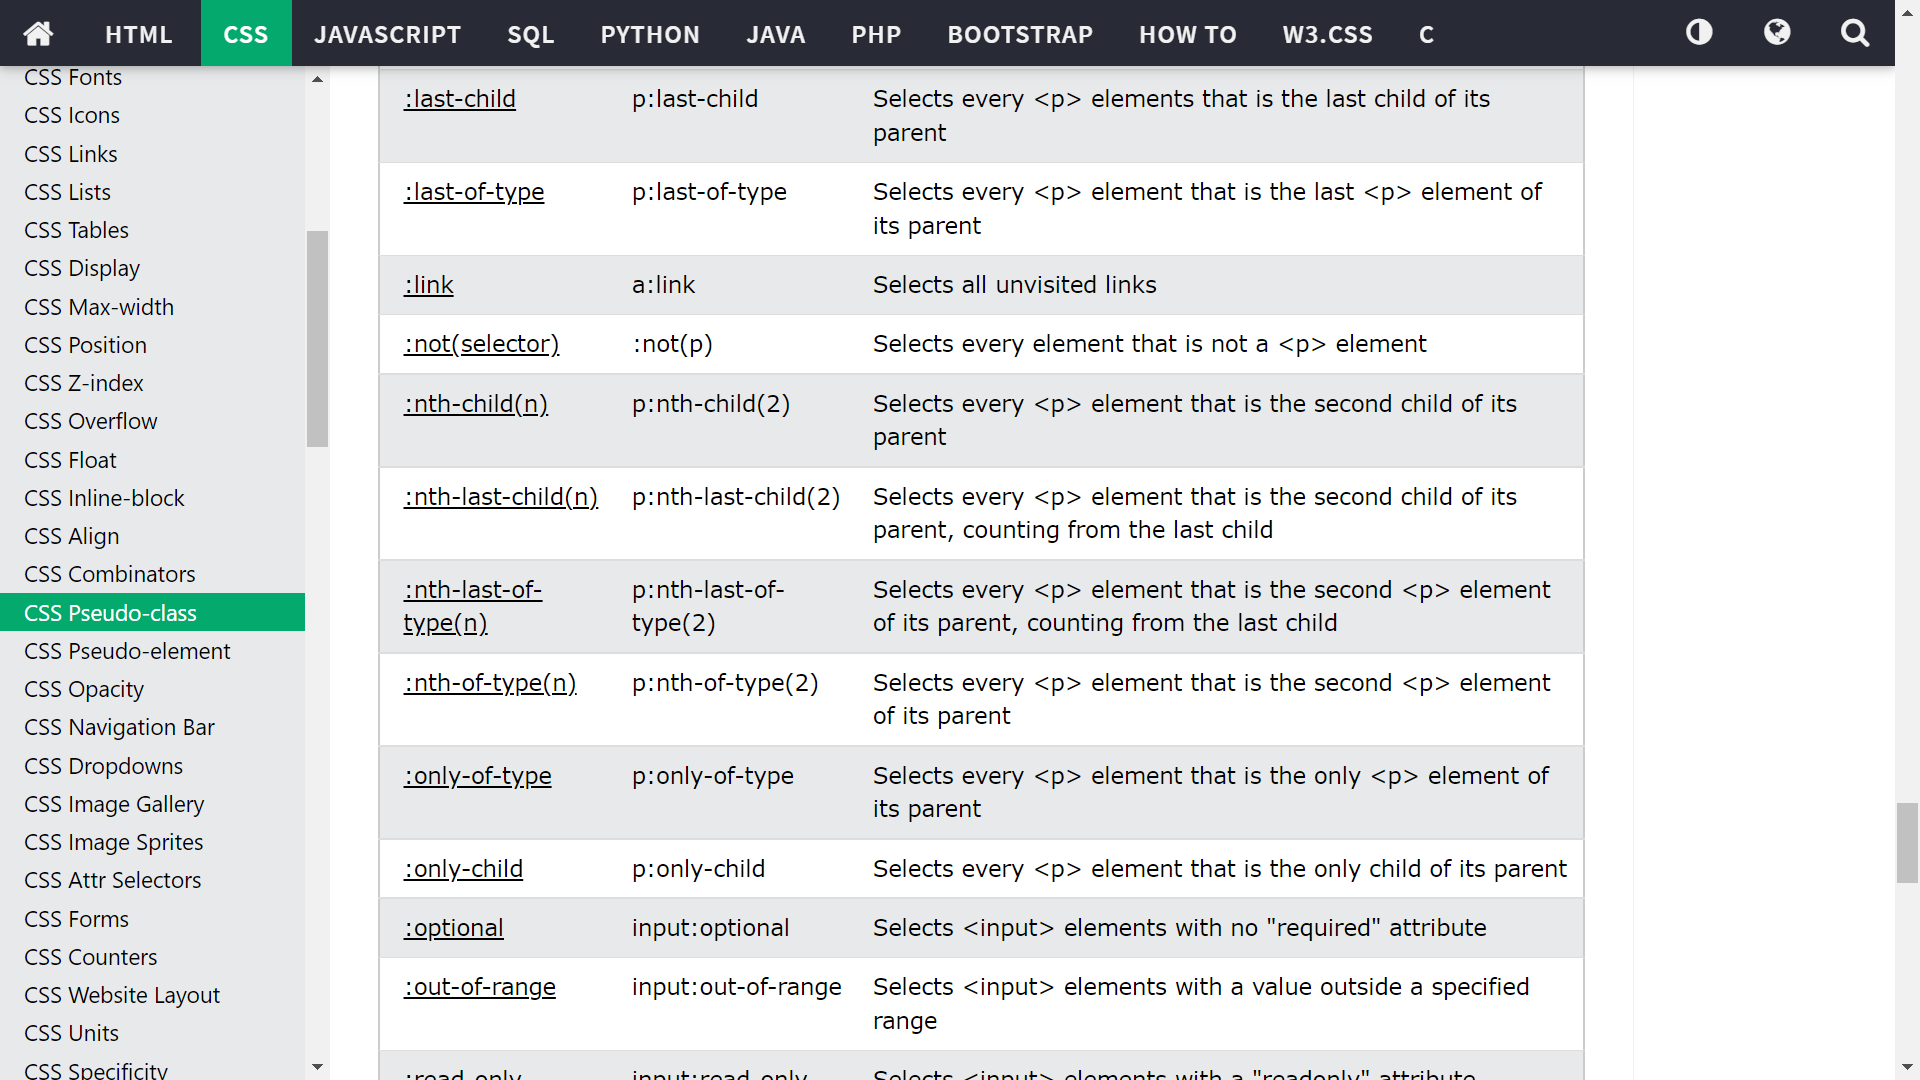 HTML CSS JAVASCRIPT SQL PYTHON JAVA PHP BOOTSTRAP HOW TO W3.CSS C
CSS Fonts
CSS Icons
CSS Links
CSS Lists
CSS Tables
CSS Display
CSS Max-width
CSS Position
CSS Z-index
CSS Overflow
CSS Float
CSS Inline-block
CSS Align
CSS Combinators
CSS Pseudo-class
CSS Pseudo-element
CSS Opacity
CSS Navigation Bar
CSS Dropdowns
CSS Image Gallery
CSS Image Sprites
CSS Attr Selectors
CSS Forms
CSS Counters
CSS Website Layout
CSS Units
CSS Specificity
:last-child p:last-child Selects every <p> elements that is the last child of its
parent
:last-of-type p:last-of-type Selects every <p> element that is the last <p> element of
its parent
:link a:link Selects all unvisited links
:not(selector) :not(p) Selects every element that is not a <p> element
:nth-child(n) p:nth-child(2) Selects every <p> element that is the second child of its
parent
:nth-last-child(n) p:nth-last-child(2) Selects every <p> element that is the second child of its
parent, counting from the last child
:nth-last-of- p:nth-last-of- Selects every <p> element that is the second <p> element
type(n) type(2) of its parent, counting from the last child
:nth-of-type(n) p:nth-of-type(2) Selects every <p> element that is the second <p> element
of its parent
:only-of-type p:only-of-type Selects every <p> element that is the only <p> element of
its parent
:only-child p:only-child Selects every <p> element that is the only child of its parent
:optional input:optional Selects <input> elements with no "required" attribute
:out-of-range input:out-of-range Selects <input> elements with a value outside a specified
range
:read-only input:read-only Selects <input> elements with a "readonly" attribute